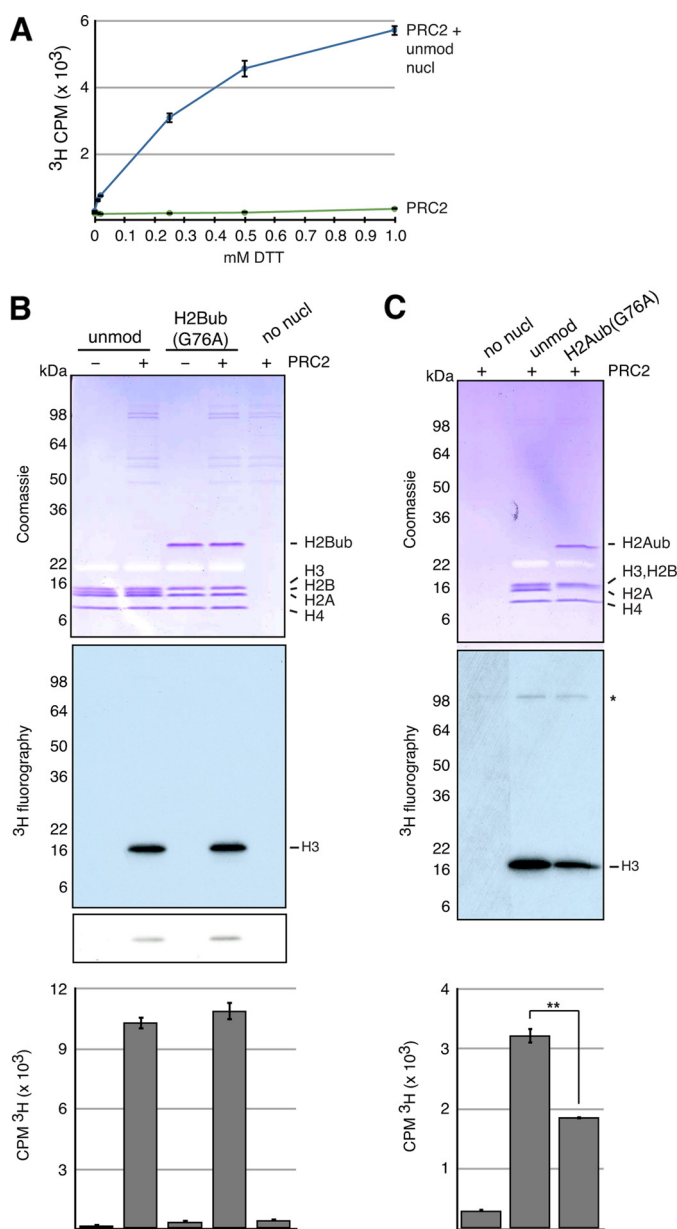 A
6
4
2
³H CPM (x 10³)
PRC2 +
unmod
nucl
PRC2
0 0.1 0.2 0.3 0.4 0.5 0.6 0.7 0.8 0.9 1.0
mM DTT
B
unmod
H2Bub
(G76A)
no nucl
– + – + + PRC2
kDa
98
64
50
36
22
16
6
Coomassie
H2Bub
H3
H2B
H2A
H4
98
64
50
36
22
16
6
³H fluorography
H3
12
9
6
3
CPM ³H (x 10³)
C
no nucl
unmod
H2Aub(G76A)
+ + + PRC2
kDa
98
64
50
36
22
16
6
Coomassie
H2Aub
H3,H2B
H2A
H4
98
64
50
36
22
16
6
³H fluorography
*
H3
4
3
2
1
CPM ³H (x 10³)
**